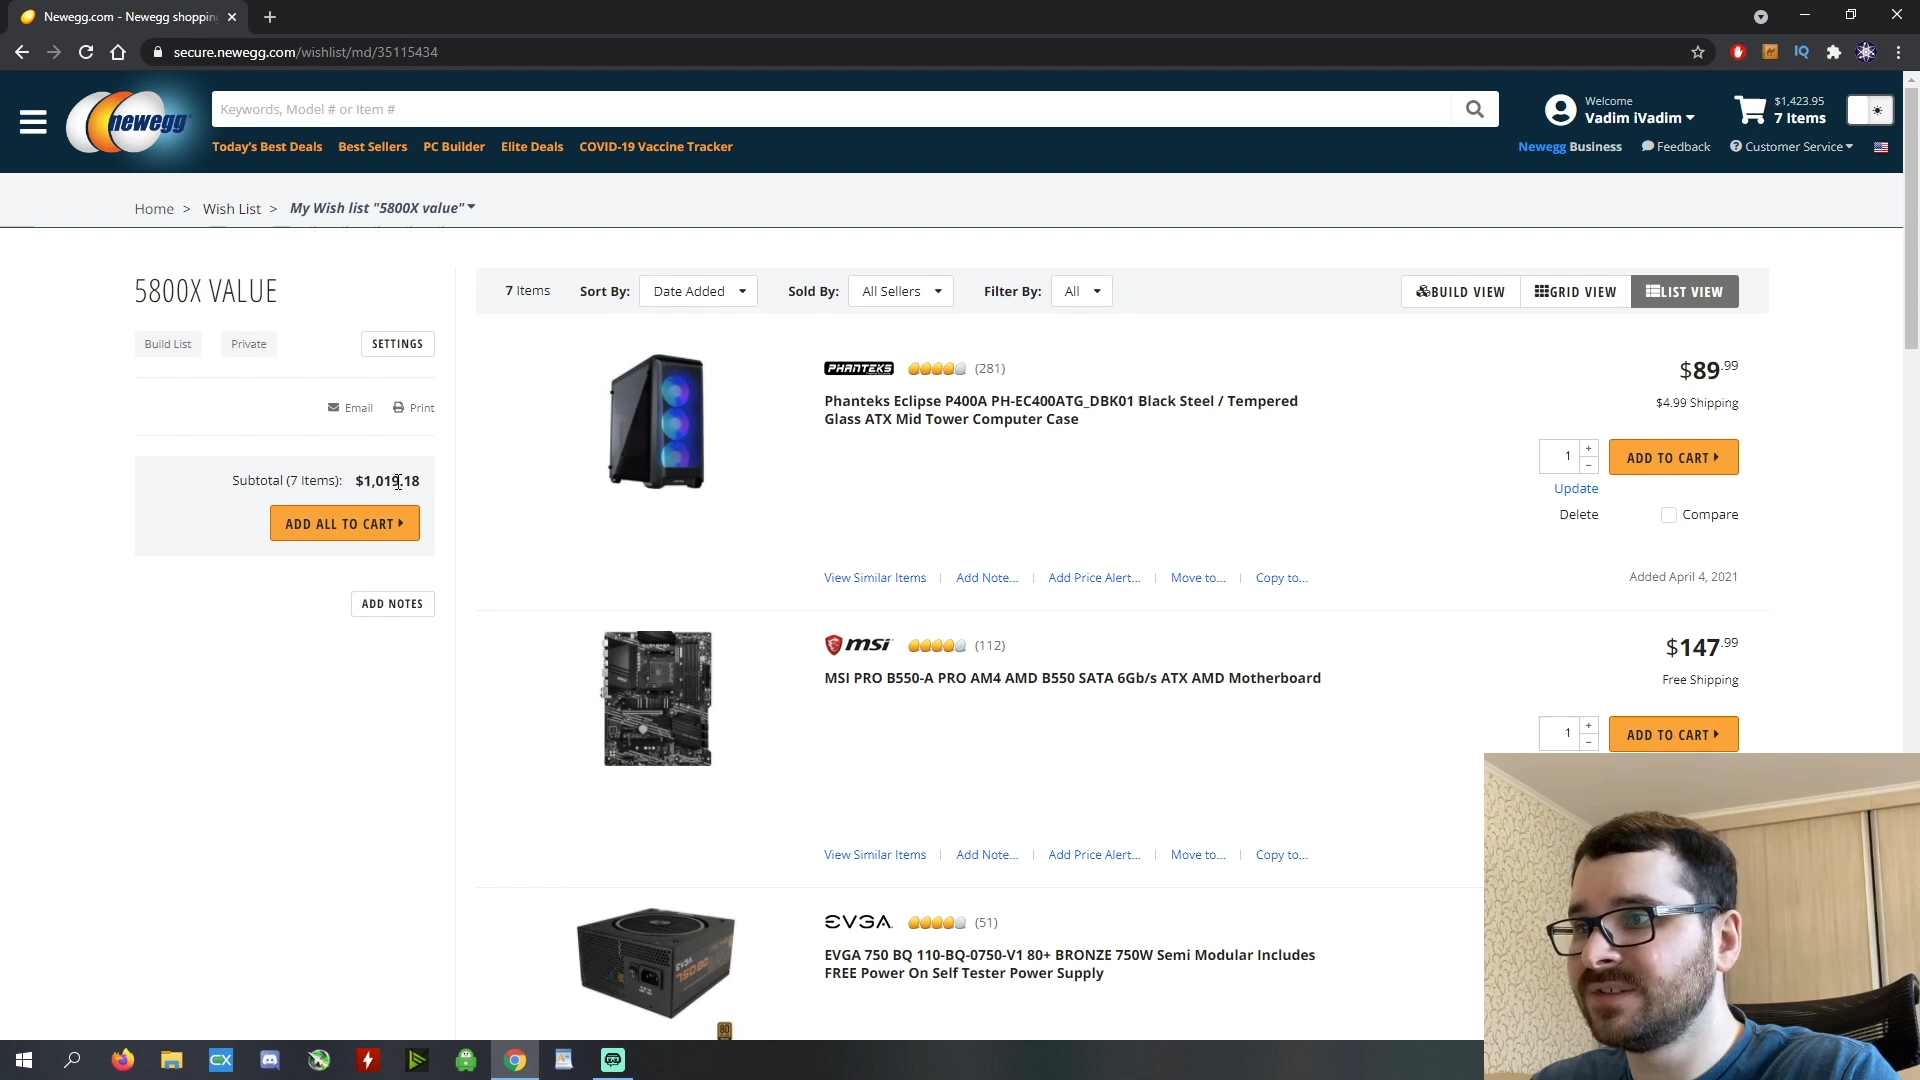 Newegg.com - Newegg shopping
secure.newegg.com/wishlist/md/35115434
newegg
Keywords, Model # or Item #
Welcome
Vadim iVadim
$1,423.95
7 Items
Today's Best Deals Best Sellers PC Builder Elite Deals COVID-19 Vaccine Tracker
Newegg Business Feedback Customer Service
Home > Wish List > My Wish list "5800X value"
5800X VALUE
Build List Private SETTINGS
Email Print
Subtotal (7 Items): $1,019.18
ADD ALL TO CART
ADD NOTES
7 Items Sort By: Date Added Sold By: All Sellers Filter By: All BUILD VIEW GRID VIEW LIST VIEW
PHANTEKS (281)
Phanteks Eclipse P400A PH-EC400ATG_DBK01 Black Steel / Tempered
Glass ATX Mid Tower Computer Case
$89.99
$4.99 Shipping
1 + - ADD TO CART
Update
Delete Compare
View Similar Items | Add Note... | Add Price Alert... | Move to... | Copy to...
Added April 4, 2021
msi (112)
MSI PRO B550-A PRO AM4 AMD B550 SATA 6Gb/s ATX AMD Motherboard
$147.99
Free Shipping
1 + - ADD TO CART
View Similar Items | Add Note... | Add Price Alert... | Move to... | Copy to...
EVGA (51)
EVGA 750 BQ 110-BQ-0750-V1 80+ BRONZE 750W Semi Modular Includes
FREE Power On Self Tester Power Supply
EVGA
750 BQ
80
IQ
CX